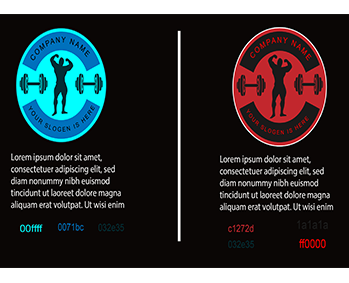 COMPANY NAME
YOUR SLOGEN IS HERE
Lorem ipsum dolor sit amet,
consectetuer adipiscing elit, sed
diam nonummy nibh euismod
tincidunt ut laoreet dolore magna
aliquam erat volutpat. Ut wisi enim
00ffff 0071bc 032e35
COMPANY NAME
YOUR SLOGEN IS HERE
Lorem ipsum dolor sit amet,
consectetuer adipiscing elit, sed
diam nonummy nibh euismod
tincidunt ut laoreet dolore magna
aliquam erat volutpat. Ut wisi enim
c1272d 1a1a1a
032e35 ff0000